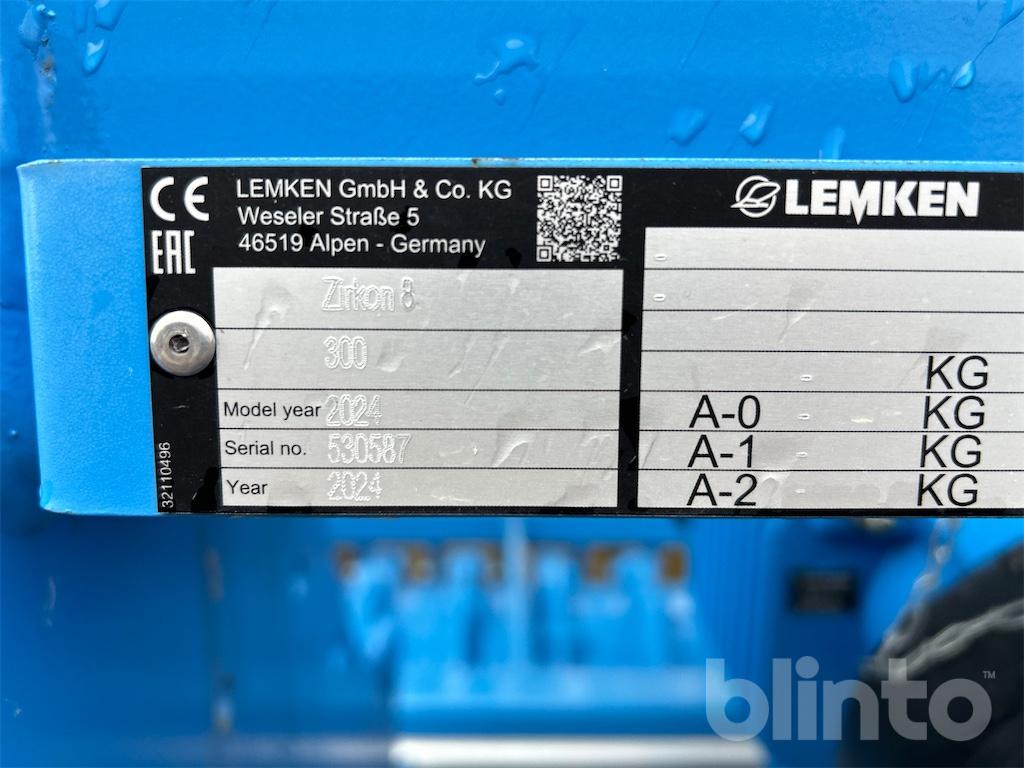 CE
EAC
LEMKEN GmbH & Co. KG
Weseler Straße 5
46519 Alpen - Germany
LEMKEN
Zirkon 8
300
Model year 2024
Serial no. 530587
Year 2024
32110496
-
-
- KG
A-0 - KG
A-1 - KG
A-2 - KG
blinto™